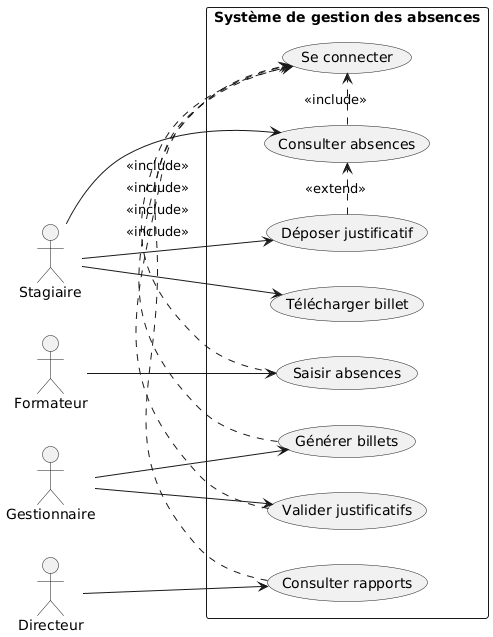 Système de gestion des absences
Se connecter
«include»
Consulter absences
«include»
«include»
«extend»
«include»
«include»
Stagiaire
Déposer justificatif
Télécharger billet
Formateur
Saisir absences
Générer billets
Gestionnaire
Valider justificatifs
Consulter rapports
Directeur